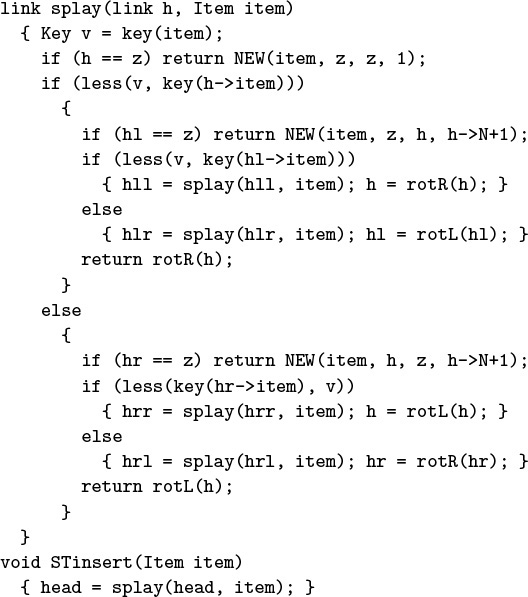 link splay(link h, Item item)
  { Key v = key(item);
    if (h == z) return NEW(item, z, z, 1);
    if (less(v, key(h->item)))
      {
        if (hl == z) return NEW(item, z, h, h->N+1);
        if (less(v, key(hl->item)))
          { hll = splay(hll, item); h = rotR(h); }
        else
          { hlr = splay(hlr, item); hl = rotL(hl); }
        return rotR(h);
      }
    else
      {
        if (hr == z) return NEW(item, h, z, h->N+1);
        if (less(key(hr->item), v))
          { hrr = splay(hrr, item); h = rotL(h); }
        else
          { hrl = splay(hrl, item); hr = rotR(hr); }
        return rotL(h);
      }
  }
void STinsert(Item item)
  { head = splay(head, item); }